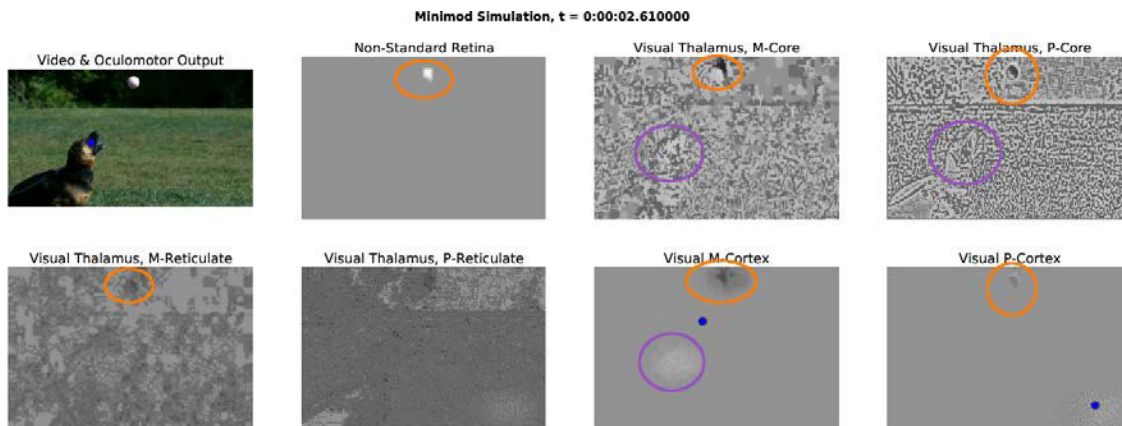 Minimod Simulation, t = 0:00:02.610000
Video & Oculomotor Output
Non-Standard Retina
Visual Thalamus, M-Core
Visual Thalamus, P-Core
Visual Thalamus, M-Reticulate
Visual Thalamus, P-Reticulate
Visual M-Cortex
Visual P-Cortex